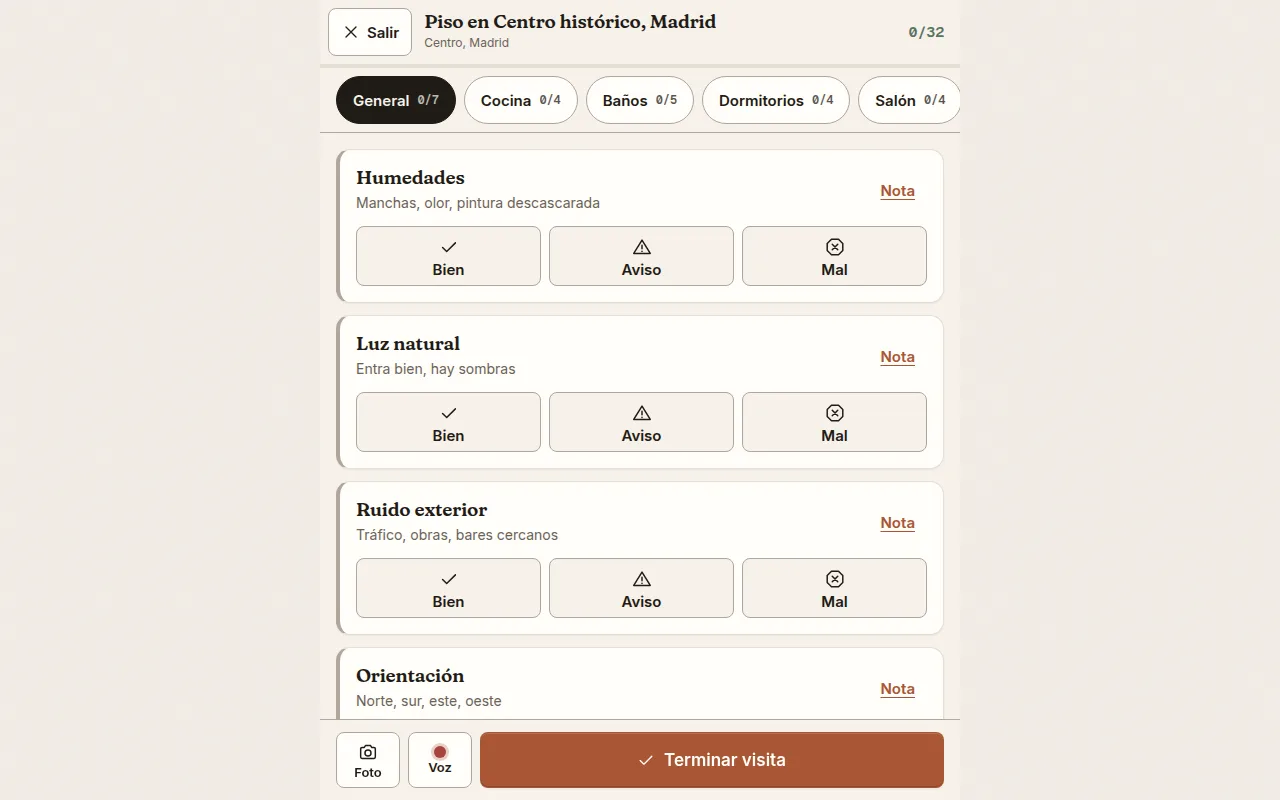 Salir
Piso en Centro histórico, Madrid
Centro, Madrid
0/32
General 0/7
Cocina 0/4
Baños 0/5
Dormitorios 0/4
Salón 0/4
Humedades
Manchas, olor, pintura descascarada
Nota
Bien
Aviso
Mal
Luz natural
Entra bien, hay sombras
Nota
Bien
Aviso
Mal
Ruido exterior
Tráfico, obras, bares cercanos
Nota
Bien
Aviso
Mal
Orientación
Norte, sur, este, oeste
Nota
Foto
Voz
Terminar visita